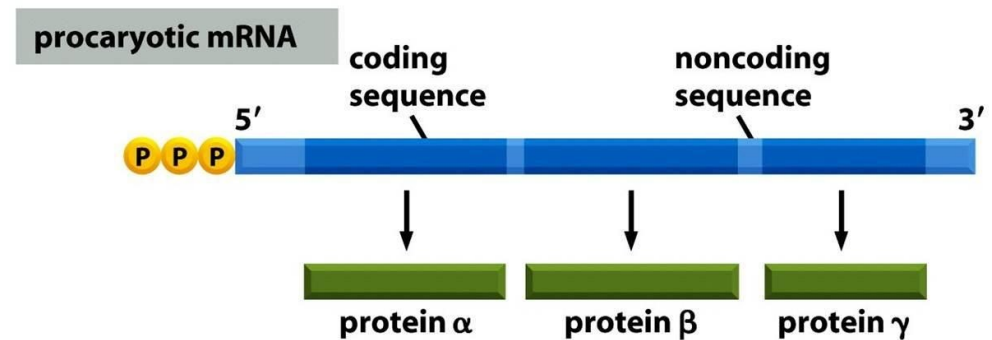 procaryotic mRNA
coding
sequence
noncoding
sequence
5′
3′
P P P
protein α
protein β
protein γ